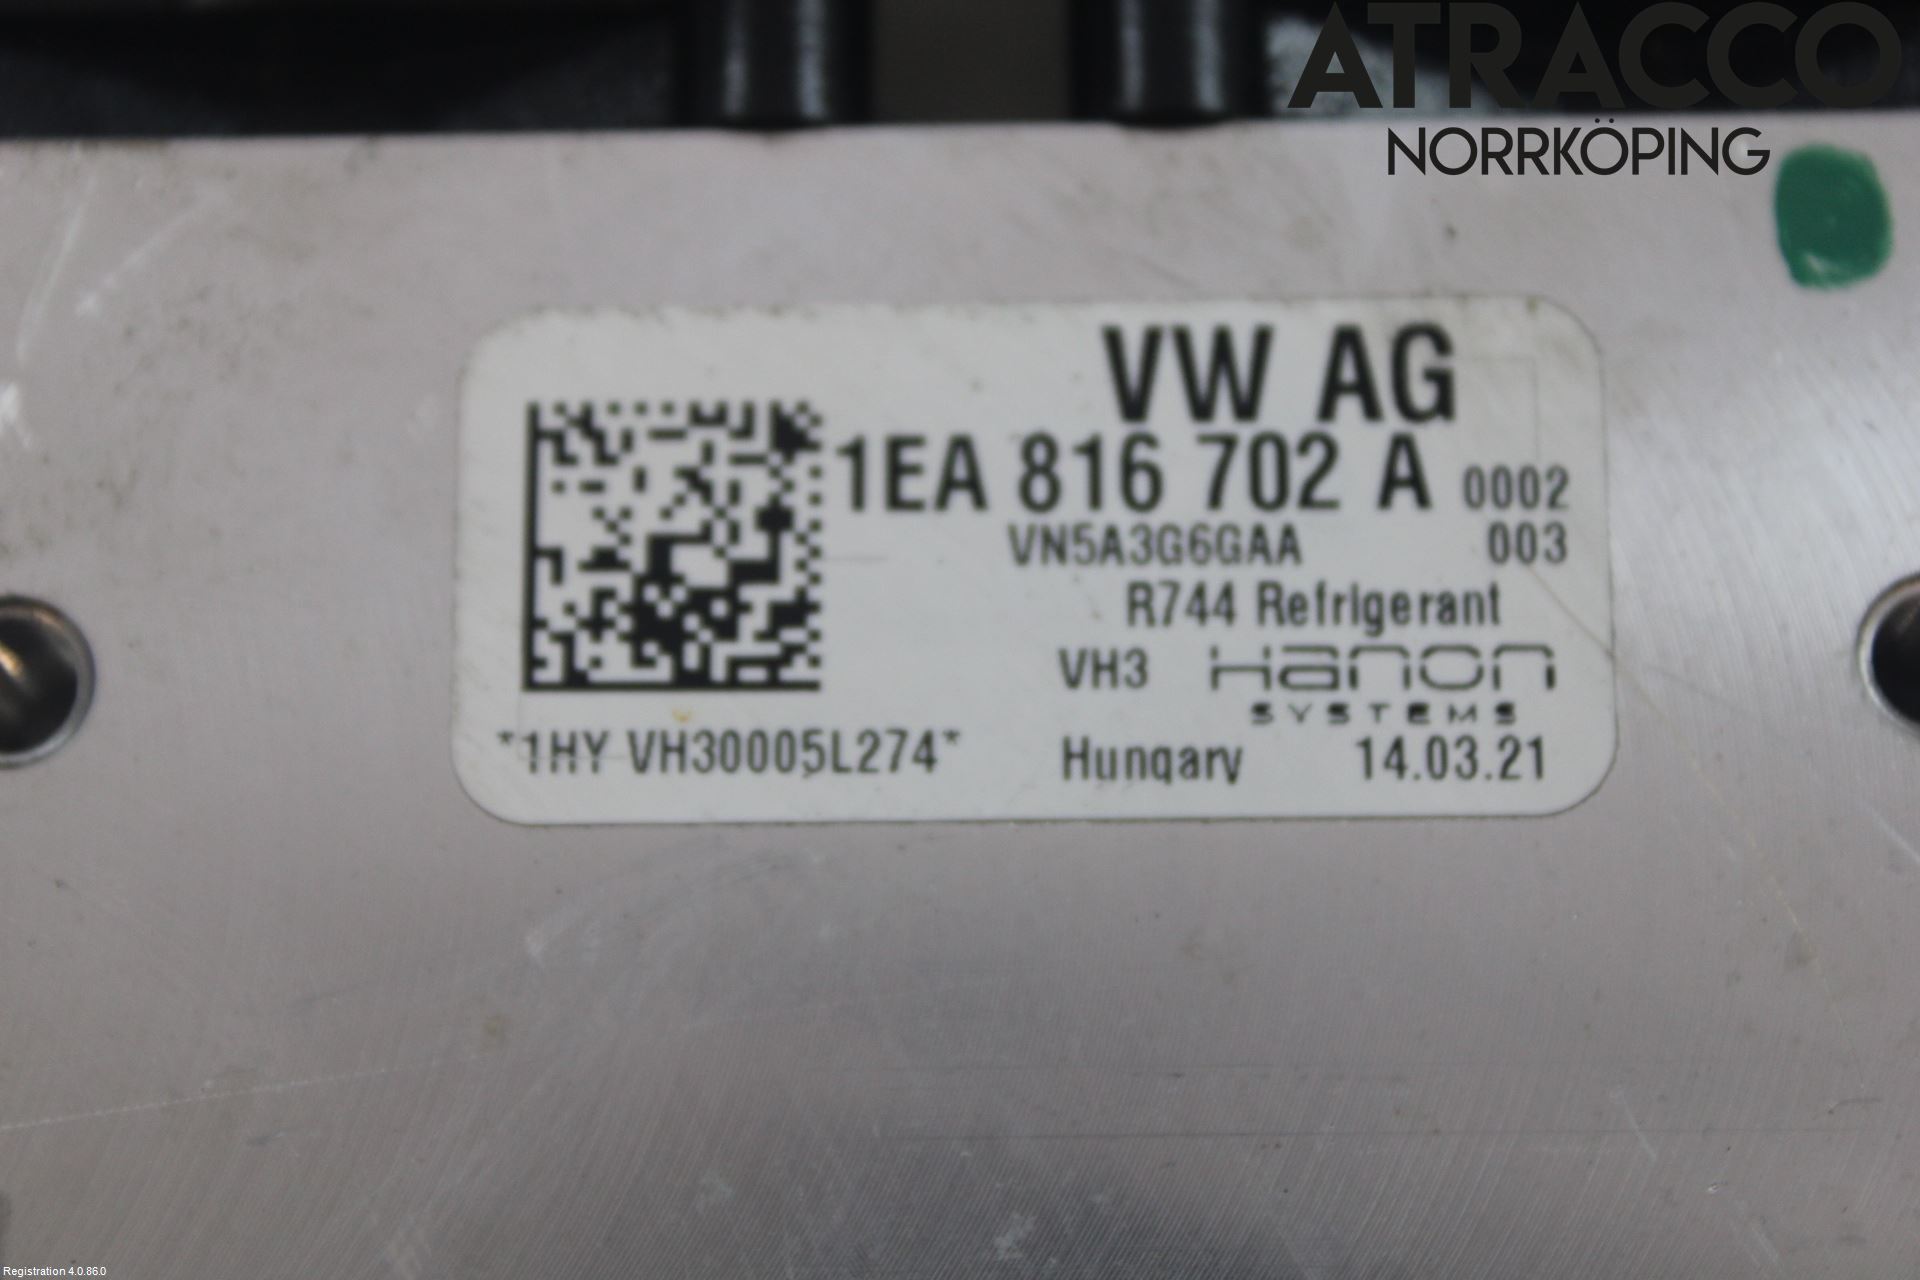 ATRACCO
NORRKÖPING
VW AG
1EA 816 702 A 0002
VN5A3G6GAA 003
R744 Refrigerant
VH3 Hanon
SYSTEMS
*1HY VH30005L274* Hungary 14.03.21
Registration 4.0.86.0